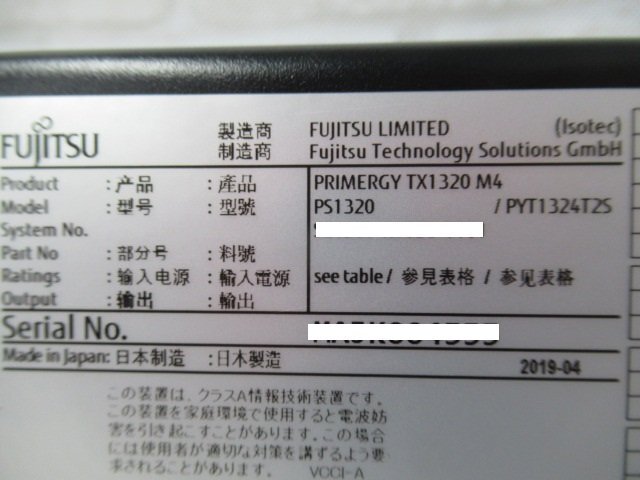 FUJITSU
製造商 FUJITSU LIMITED (Isotec)
制造商 Fujitsu Technology Solutions GmbH
Product : 产品 : 產品 PRIMERGY TX1320 M4
Model : 型号 : 型號 PS1320 / PYT1324T2S
System No.
Part No : 部分号 : 料號
Ratings : 输入电源 : 輸入電源 see table / 參見表格 / 参见表格
Output : 输出 : 輸出
Serial No.
Made in Japan: 日本制造 : 日本製造 2019-04
この装置は、クラスA情報技術装置です。
この装置を家庭環境で使用すると電波妨
害を引き起こすことがあります。この場合
には使用者が適切な対策を講ずるよう要
求されることがあります。 VCCI-A